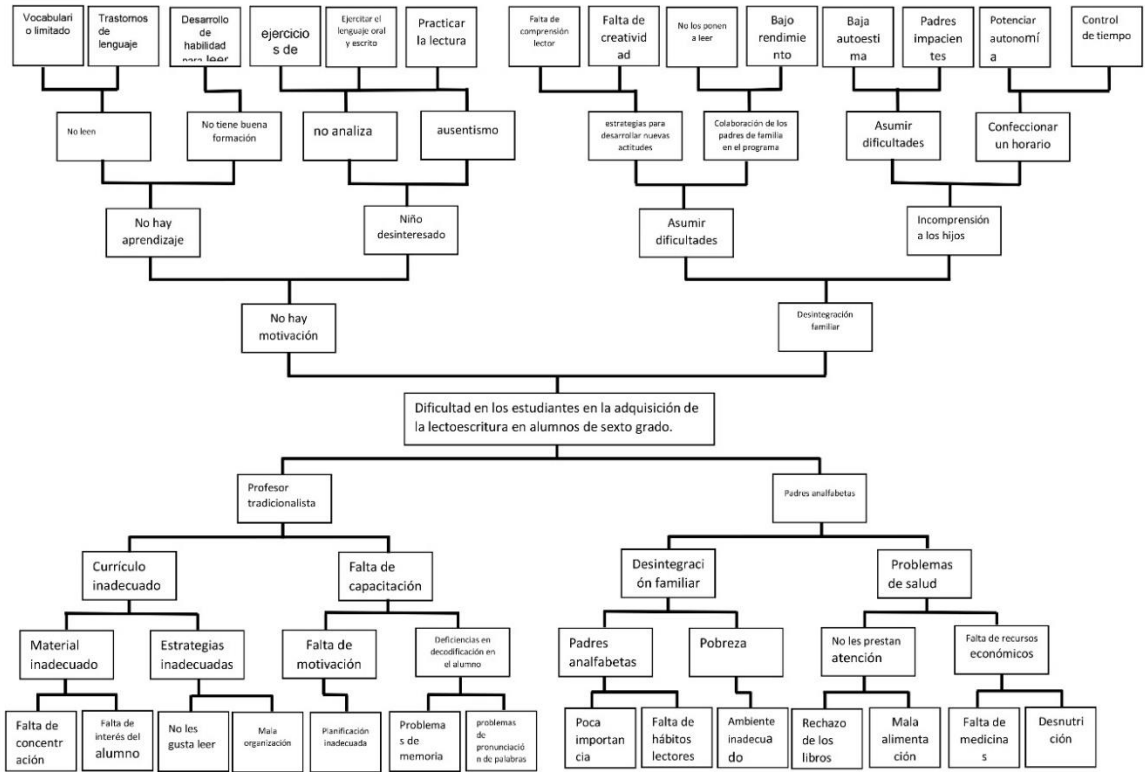 Vocabulari
o limitado
Trastornos
de
lenguaje
Desarrollo
de
habilidad
para leer
ejercicio
s de
Ejercitar el
lenguaje oral
y escrito
Practicar
la lectura
Falta de
comprensión
lector
Falta de
creativid
ad
No los ponen
a leer
Bajo
rendimie
nto
Baja
autoesti
ma
Padres
impacien
tes
Potenciar
autonomí
a
Control
de tiempo
No leen
No tiene buena
formación
no analiza
ausentismo
estrategias para
desarrollar nuevas
actitudes
Colaboración de los
padres de familia
en el programa
Asumir
dificultades
Confeccionar
un horario
No hay
aprendizaje
Niño
desinteresado
Asumir
dificultades
Incomprensión
a los hijos
No hay
motivación
Desintegración
familiar
Dificultad en los estudiantes en la adquisición de
la lectoescritura en alumnos de sexto grado.
Profesor
tradicionalista
Padres analfabetas
Currículo
inadecuado
Falta de
capacitación
Desintegraci
ón familiar
Problemas
de salud
Material
inadecuado
Estrategias
inadecuadas
Falta de
motivación
Deficiencias en
decodificación en
el alumno
Padres
analfabetas
Pobreza
No les prestan
atención
Falta de recursos
económicos
Falta de
concentr
ación
Falta de
interés del
alumno
No les
gusta leer
Mala
organización
Planificación
inadecuada
Problema
s de
memoria
problemas
de
pronunciació
n de palabras
Poca
importan
cia
Falta de
hábitos
lectores
Ambiente
inadecua
do
Rechazo
de los
libros
Mala
alimenta
ción
Falta de
medicina
s
Desnutri
ción